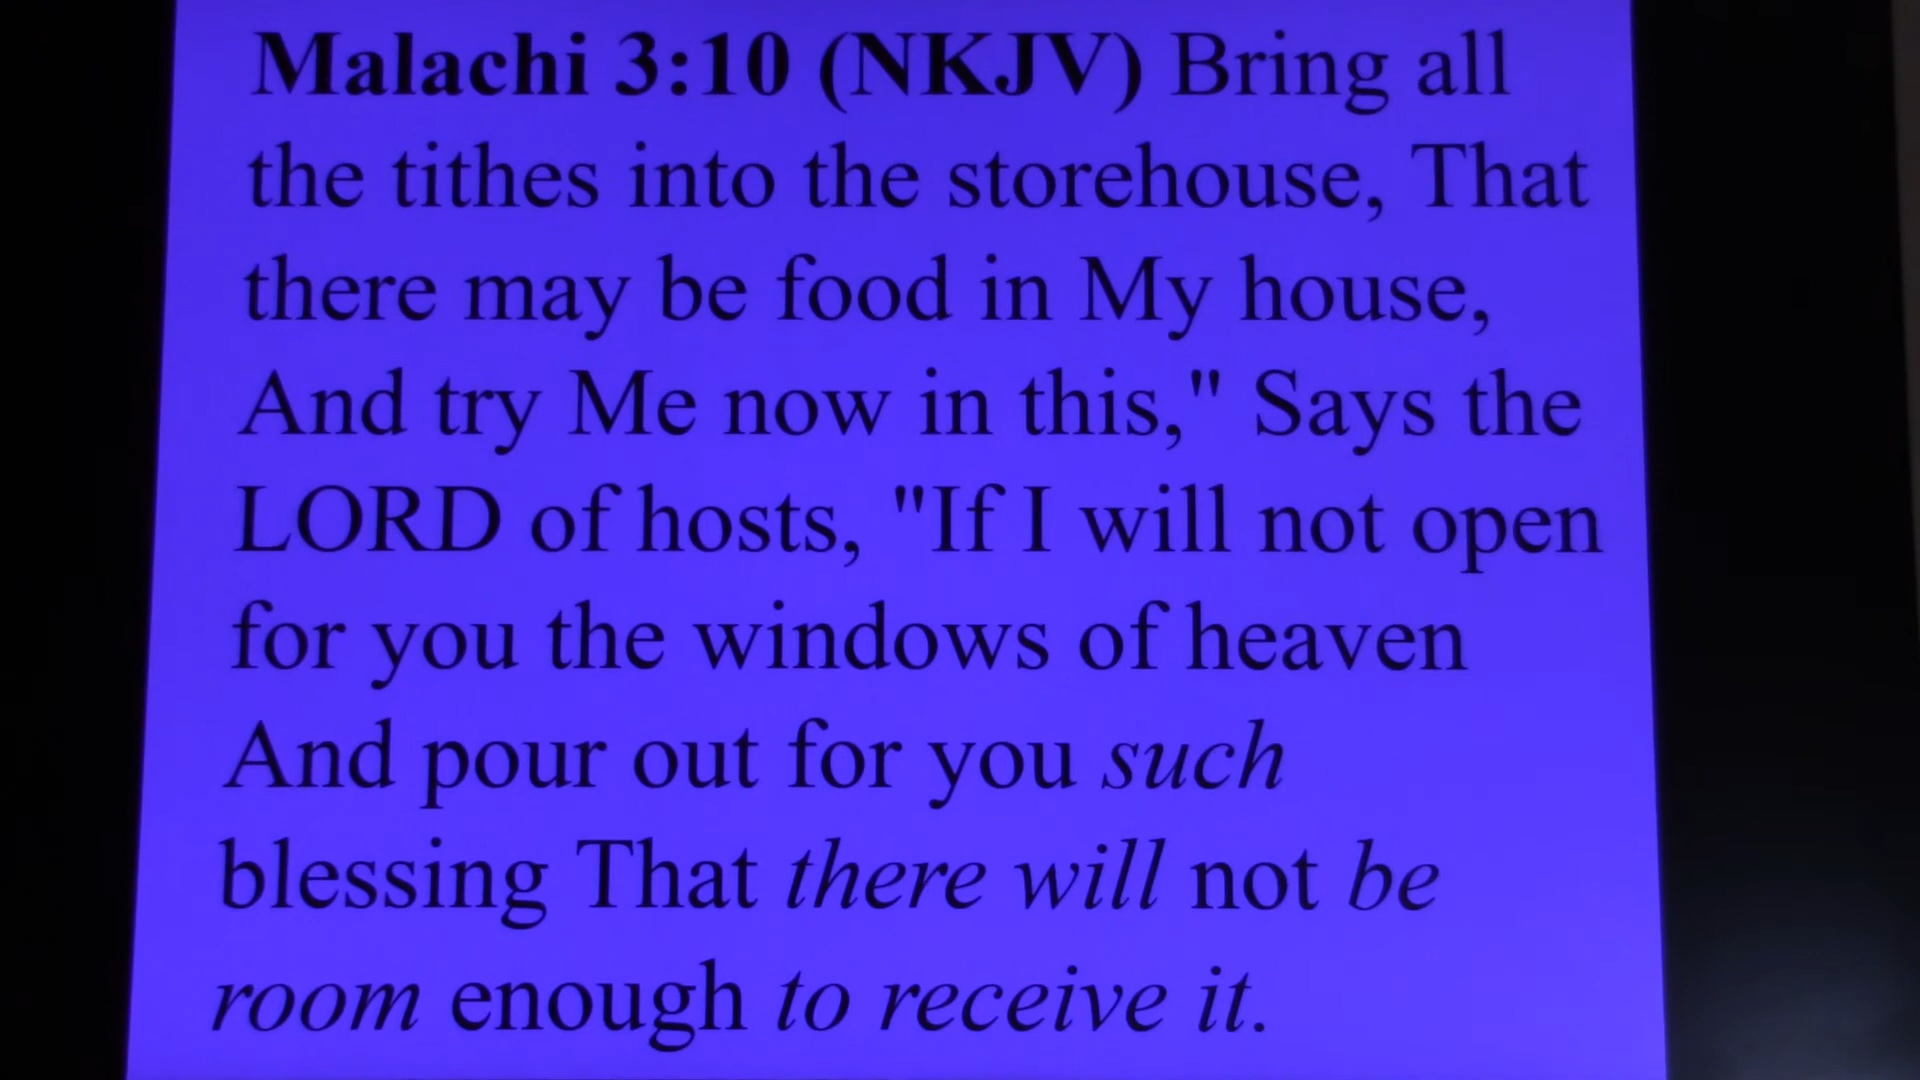 Malachi 3:10 (NKJV) Bring all
the tithes into the storehouse, That
there may be food in My house,
And try Me now in this," Says the
LORD of hosts, "If I will not open
for you the windows of heaven
And pour out for you such
blessing That there will not be
room enough to receive it.